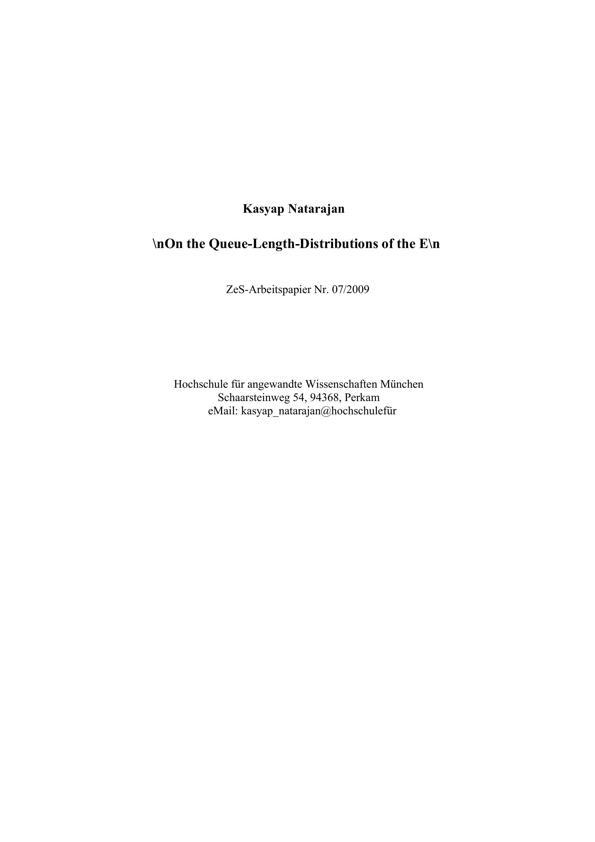 Kasyap Natarajan
\nOn the Queue-Length-Distributions of the E\n
ZeS-Arbeitspapier Nr. 07/2009
Hochschule für angewandte Wissenschaften München
Schaarsteinweg 54, 94368, Perkam
eMail: kasyap_natarajan@hochschulefür